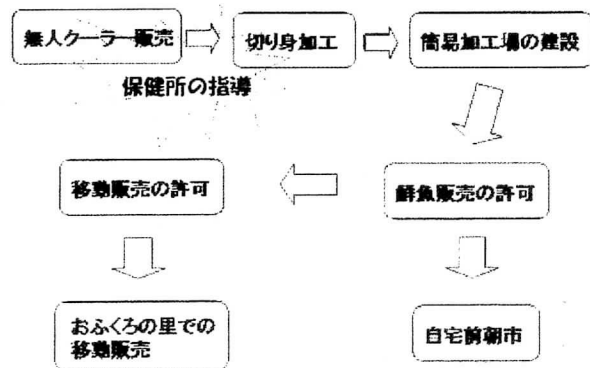 無人クーラー販売
切り身加工
簡易加工場の建設
保健所の指導
移動販売の許可
鮮魚販売の許可
おふくろの里での
移動販売
自宅前朝市